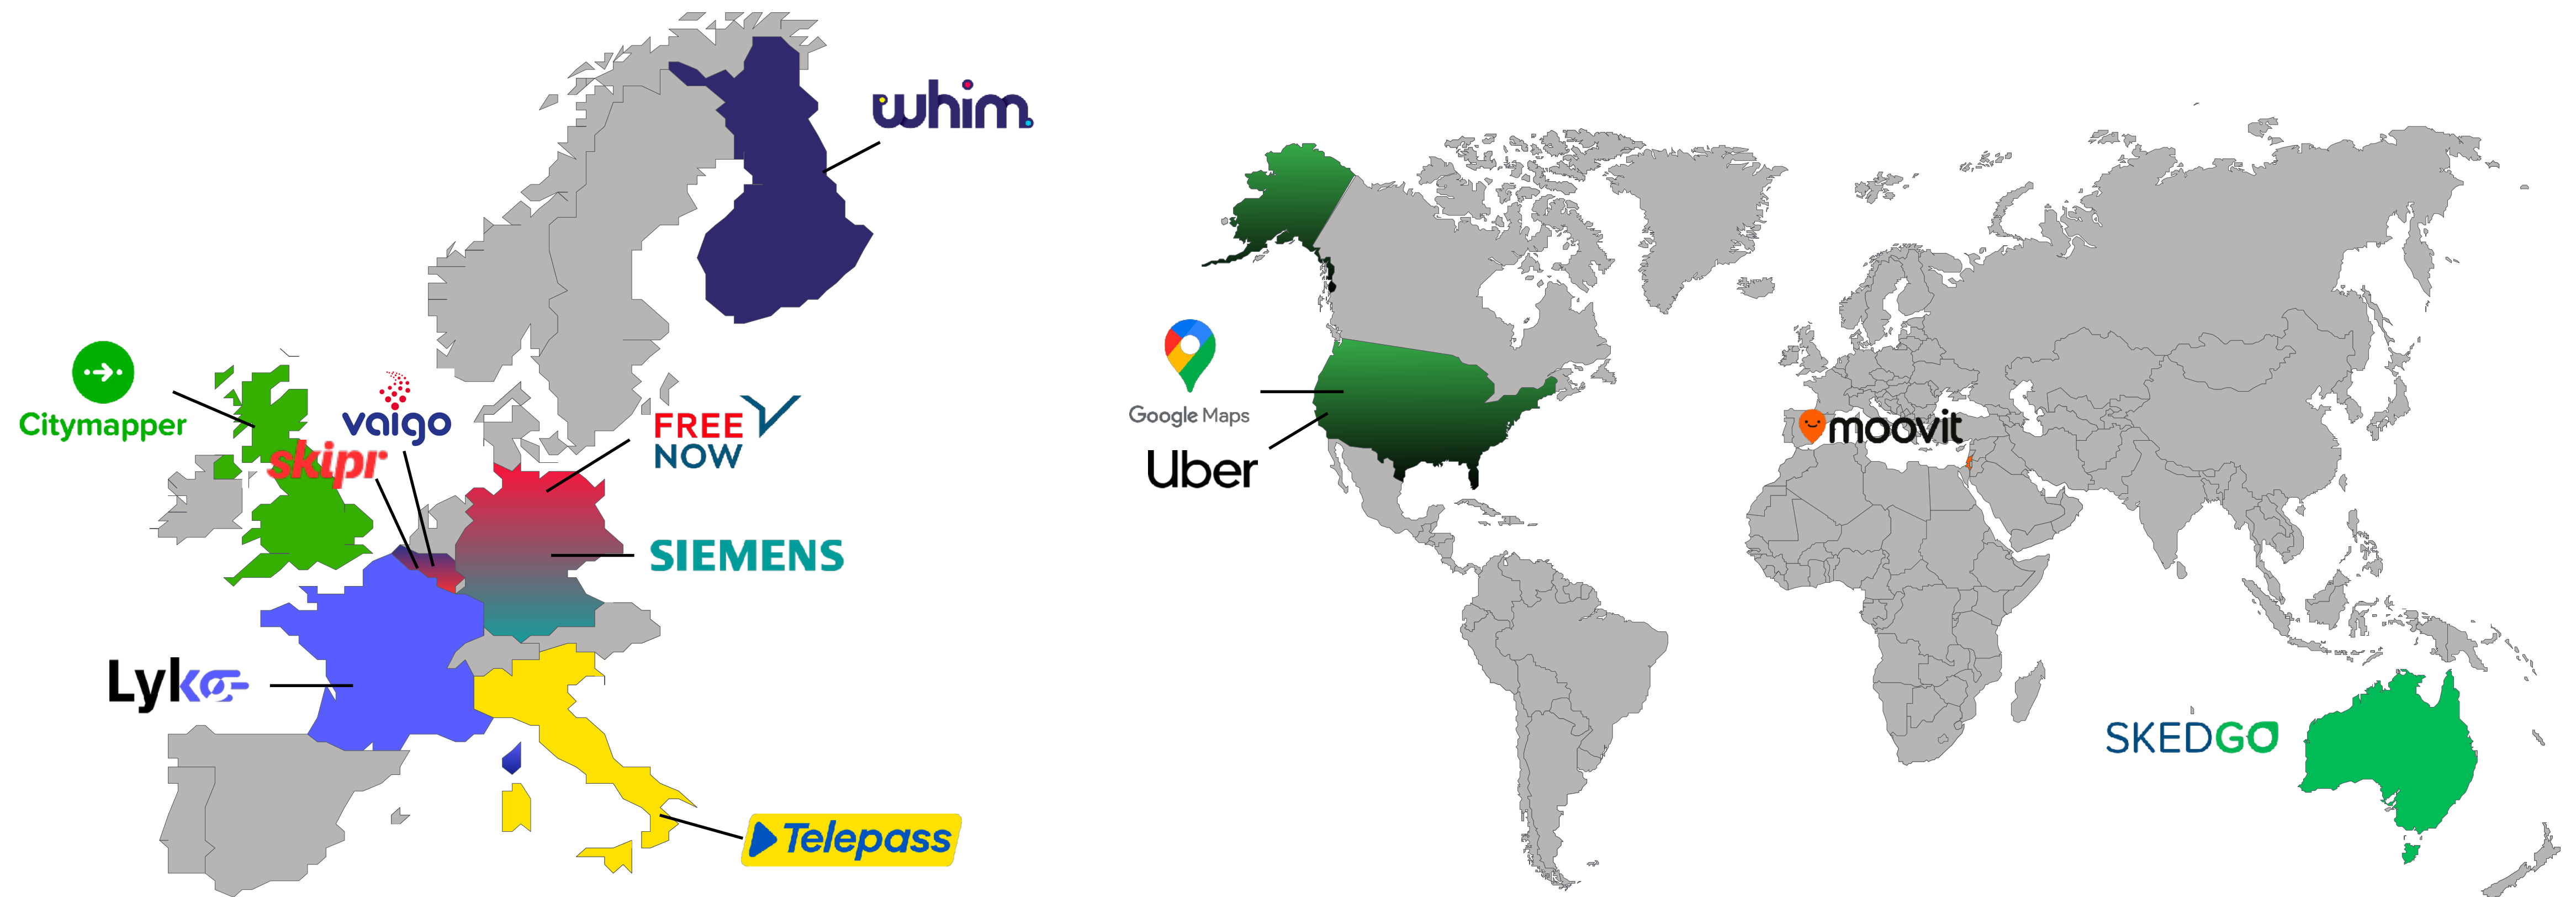 whim.
Citymapper
vaigo
skipr
FREE
NOW
SIEMENS
Lyko
Telepass
Google Maps
Uber
moovit
SKEDGO